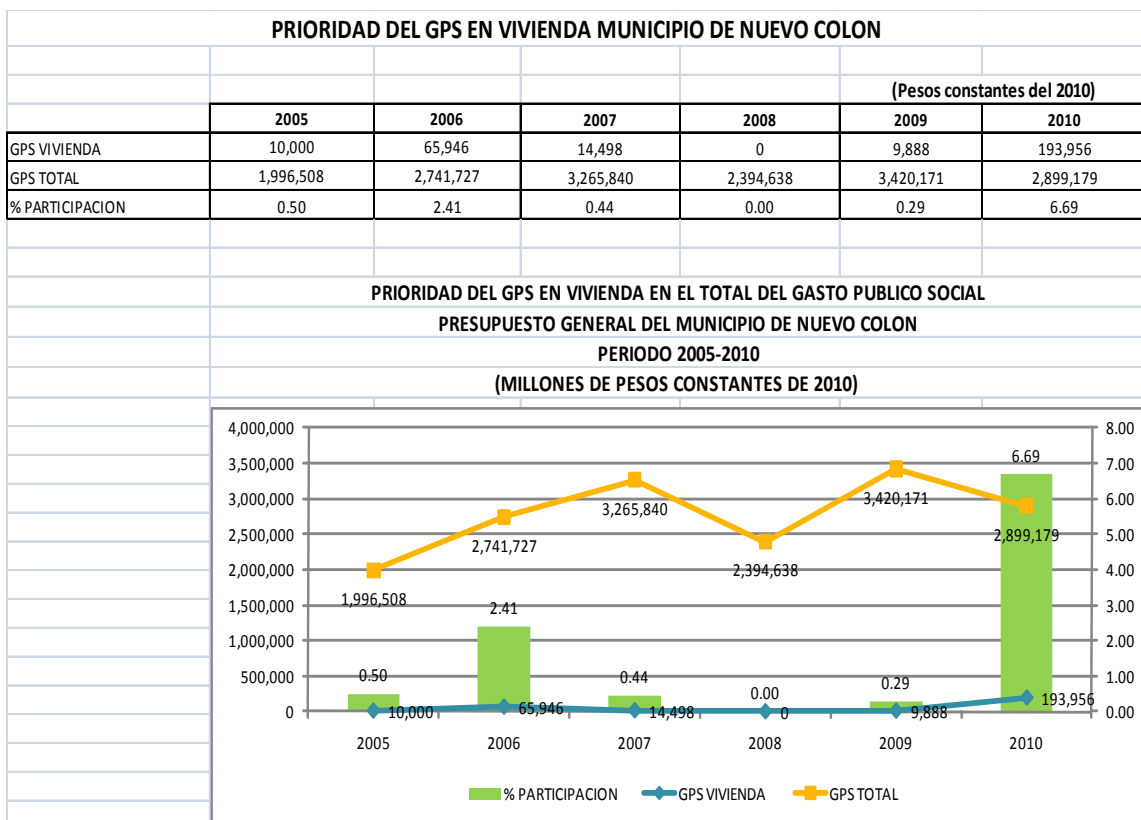 PRIORIDAD DEL GPS EN VIVIENDA MUNICIPIO DE NUEVO COLON
(Pesos constantes del 2010)
2005 2006 2007 2008 2009 2010
GPS VIVIENDA 10,000 65,946 14,498 0 9,888 193,956
GPS TOTAL 1,996,508 2,741,727 3,265,840 2,394,638 3,420,171 2,899,179
% PARTICIPACION 0.50 2.41 0.44 0.00 0.29 6.69
PRIORIDAD DEL GPS EN VIVIENDA EN EL TOTAL DEL GASTO PUBLICO SOCIAL
PRESUPUESTO GENERAL DEL MUNICIPIO DE NUEVO COLON
PERIODO 2005-2010
(MILLONES DE PESOS CONSTANTES DE 2010)
4,000,000 8.00
3,500,000 6.69 7.00
3,000,000 3,265,840 3,420,171 6.00
2,500,000 2,741,727 2,899,179 5.00
2,000,000 2,394,638 4.00
1,500,000 1,996,508 2.41 3.00
1,000,000 2.00
500,000 0.50 0.44 0.00 0.29 1.00
0 10,000 65,946 14,498 0 9,888 193,956 0.00
2005 2006 2007 2008 2009 2010
% PARTICIPACION GPS VIVIENDA GPS TOTAL